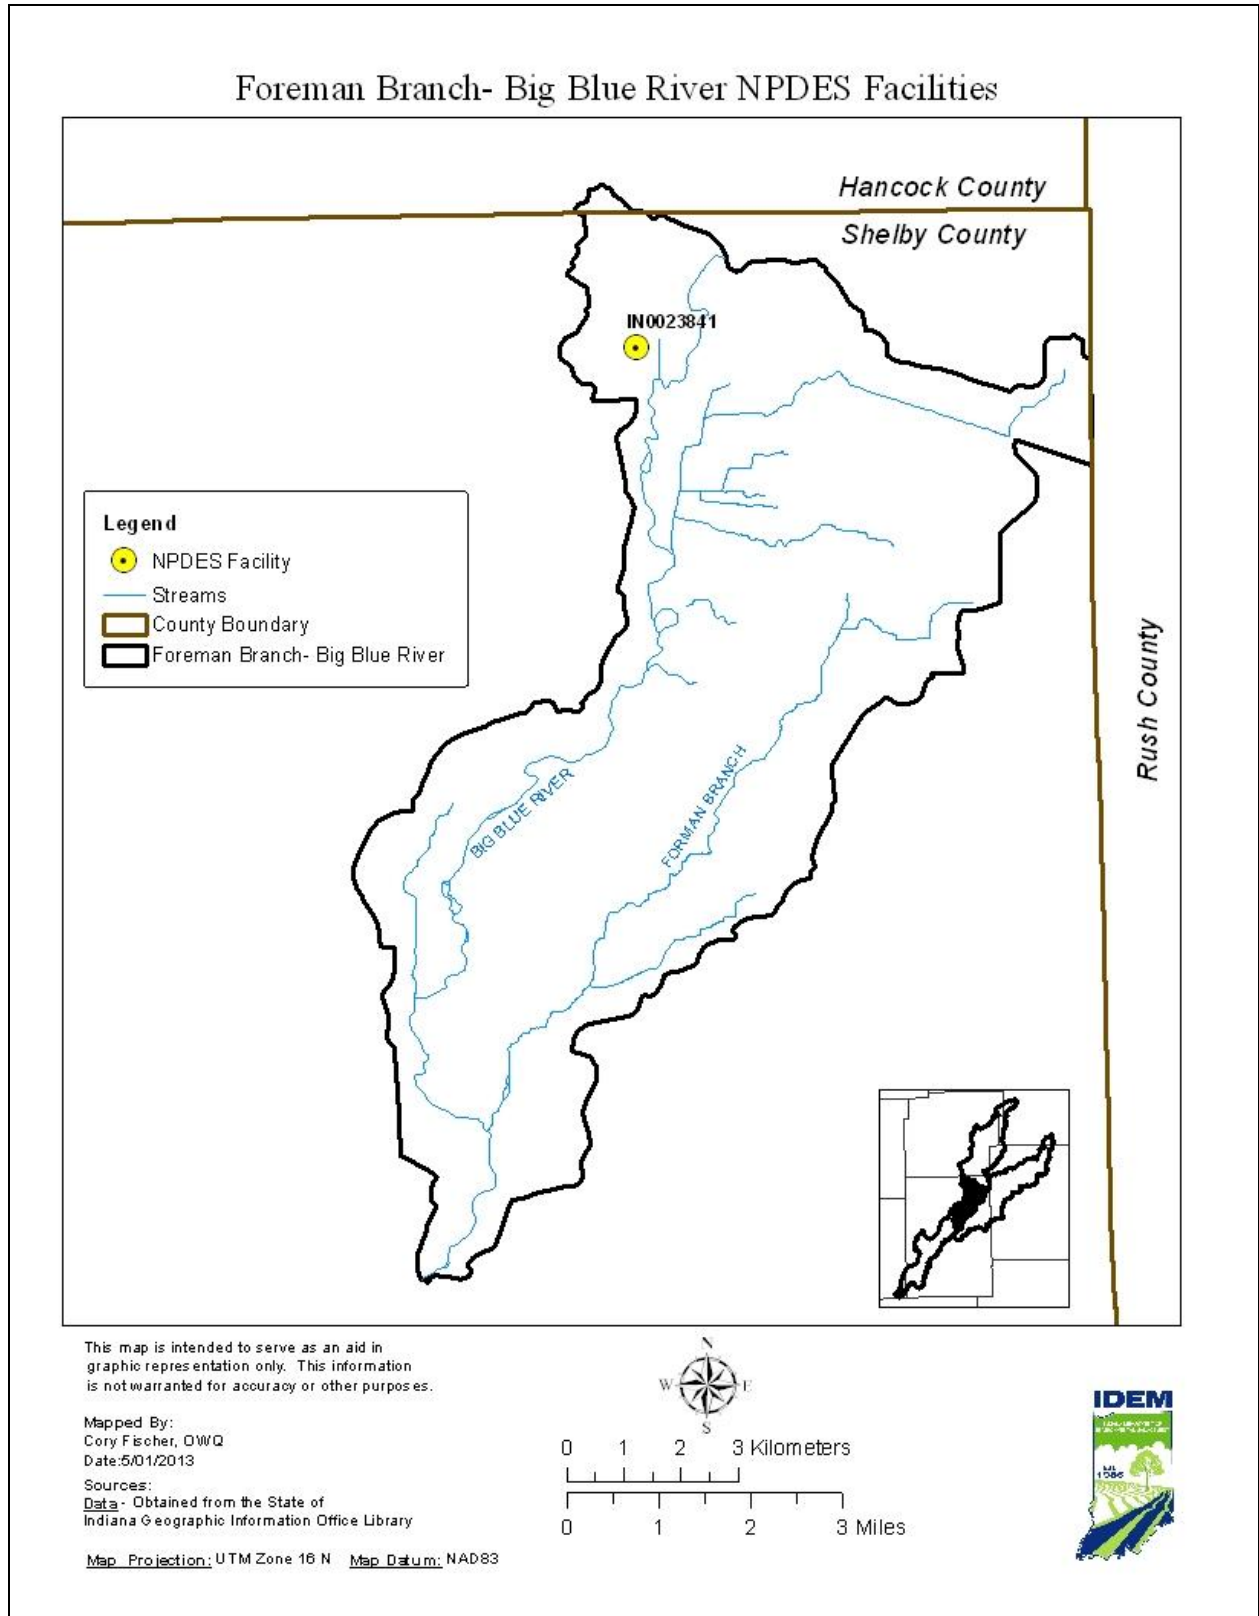 Foreman Branch- Big Blue River NPDES Facilities
Hancock County
Shelby County
IN0023841
Legend
NPDES Facility
Streams
County Boundary
Foreman Branch- Big Blue River
Rush County
BIG BLUE RIVER
FORMAN BRANCH
This map is intended to serve as an aid in
graphic representation only. This information
is not warranted for accuracy or other purposes.
Mapped By:
Cory Fischer, OWQ
Date:5/01/2013
Sources:
Data - Obtained from the State of
Indiana Geographic Information Office Library
Map Projection: UTM Zone 16 N Map Datum: NAD83
N
W E
S
0 1 2 3 Kilometers
0 1 2 3 Miles
IDEM
1986